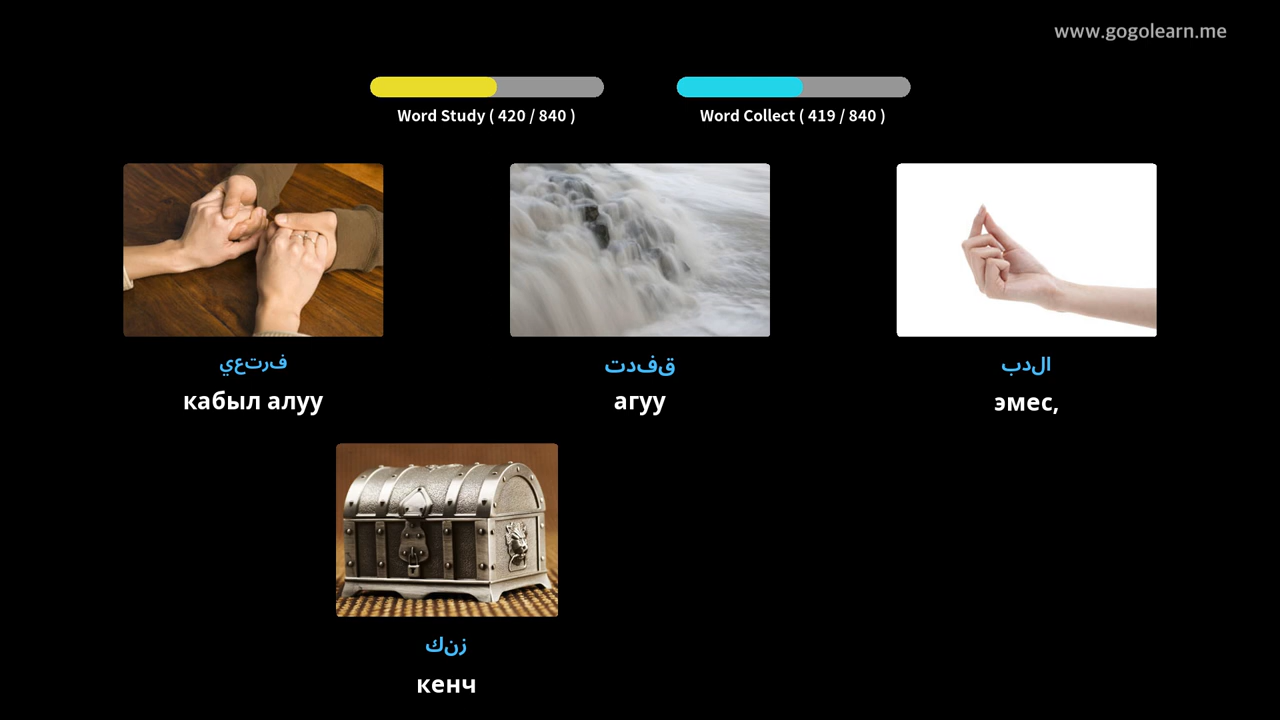 www.gogolearn.me
Word Study ( 420 / 840 )
Word Collect ( 419 / 840 )
فرتعي
кабыл алуу
قفدت
агуу
الدب
эмес,
زنك
кенч